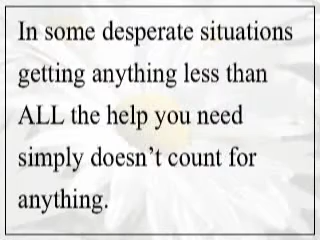 In some desperate situations
getting anything less than
ALL the help you need
simply doesn’t count for
anything.